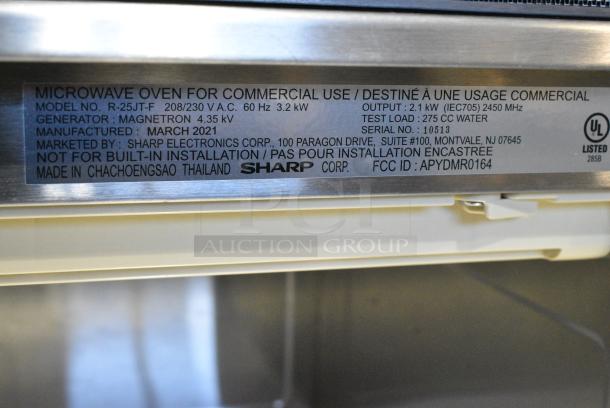 MICROWAVE OVEN FOR COMMERCIAL USE / DESTINÉ À UNE USAGE COMMERCIAL
MODEL NO. R-25JT-F 208/230 V A.C. 60 Hz 3.2 kW OUTPUT : 2.1 kW (IEC705) 2450 MHz
GENERATOR : MAGNETRON 4.35 kV TEST LOAD : 275 CC WATER
MANUFACTURED : MARCH 2021 SERIAL NO. : 10513
MARKETED BY : SHARP ELECTRONICS CORP., 100 PARAGON DRIVE, SUITE #100, MONTVALE, NJ 07645
NOT FOR BUILT-IN INSTALLATION / PAS POUR INSTALLATION ENCASTREE
MADE IN CHACHOENGSAO THAILAND SHARP CORP. FCC ID : APYDMR0164
UL
LISTED
285B
PCI
AUCTION GROUP